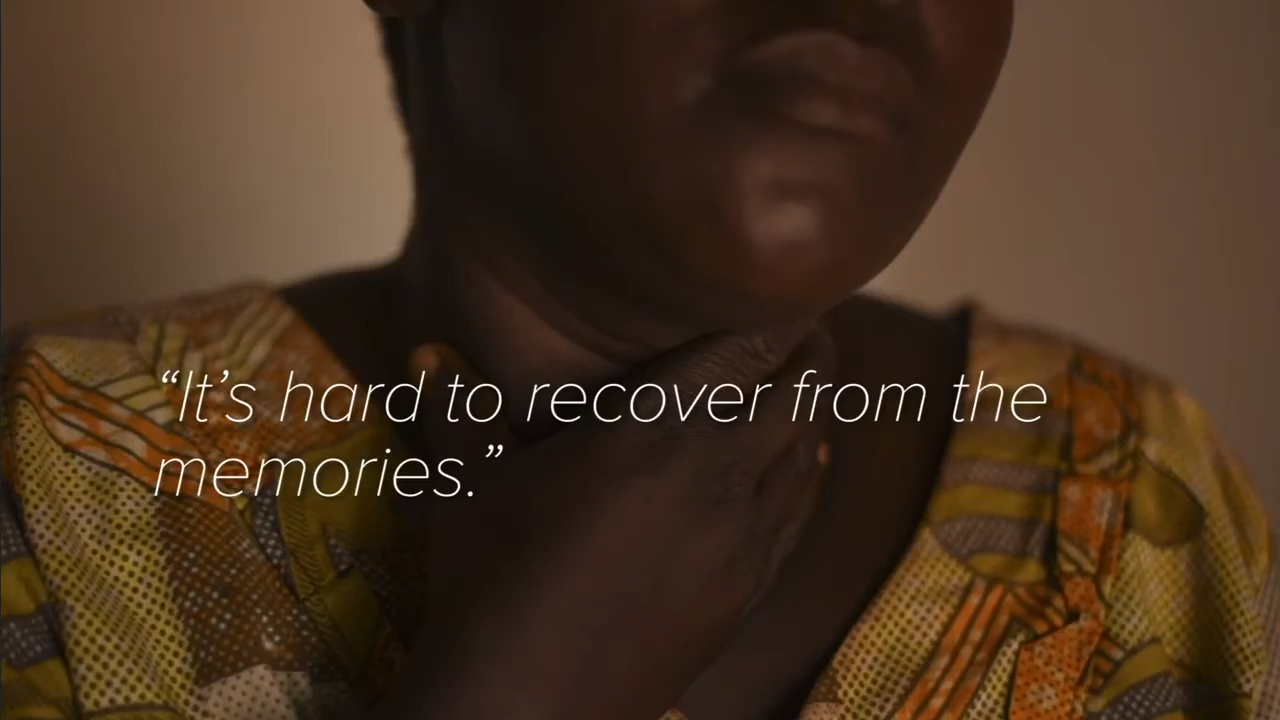 “It’s hard to recover from the
memories.”